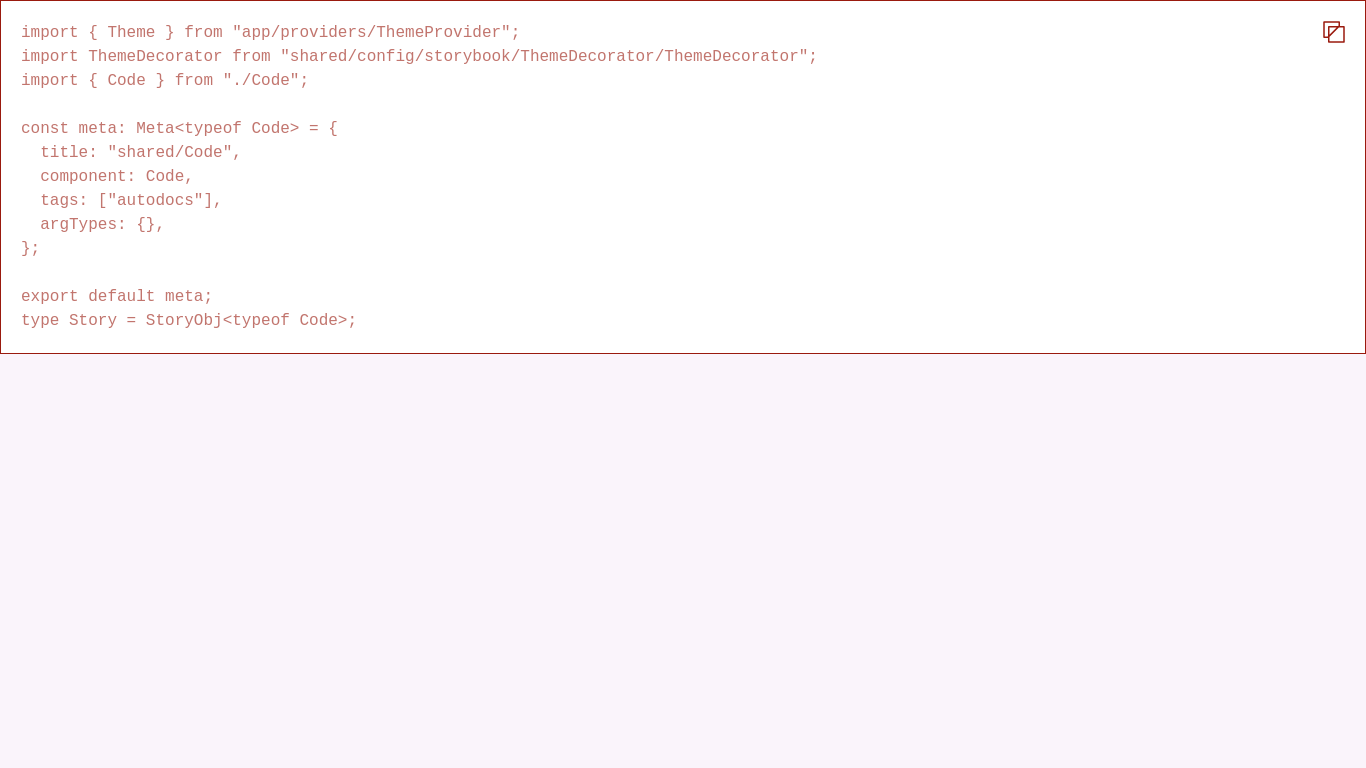 import { Theme } from "app/providers/ThemeProvider";
import ThemeDecorator from "shared/config/storybook/ThemeDecorator/ThemeDecorator";
import { Code } from "./Code";

const meta: Meta<typeof Code> = {
  title: "shared/Code",
  component: Code,
  tags: ["autodocs"],
  argTypes: {},
};

export default meta;
type Story = StoryObj<typeof Code>;